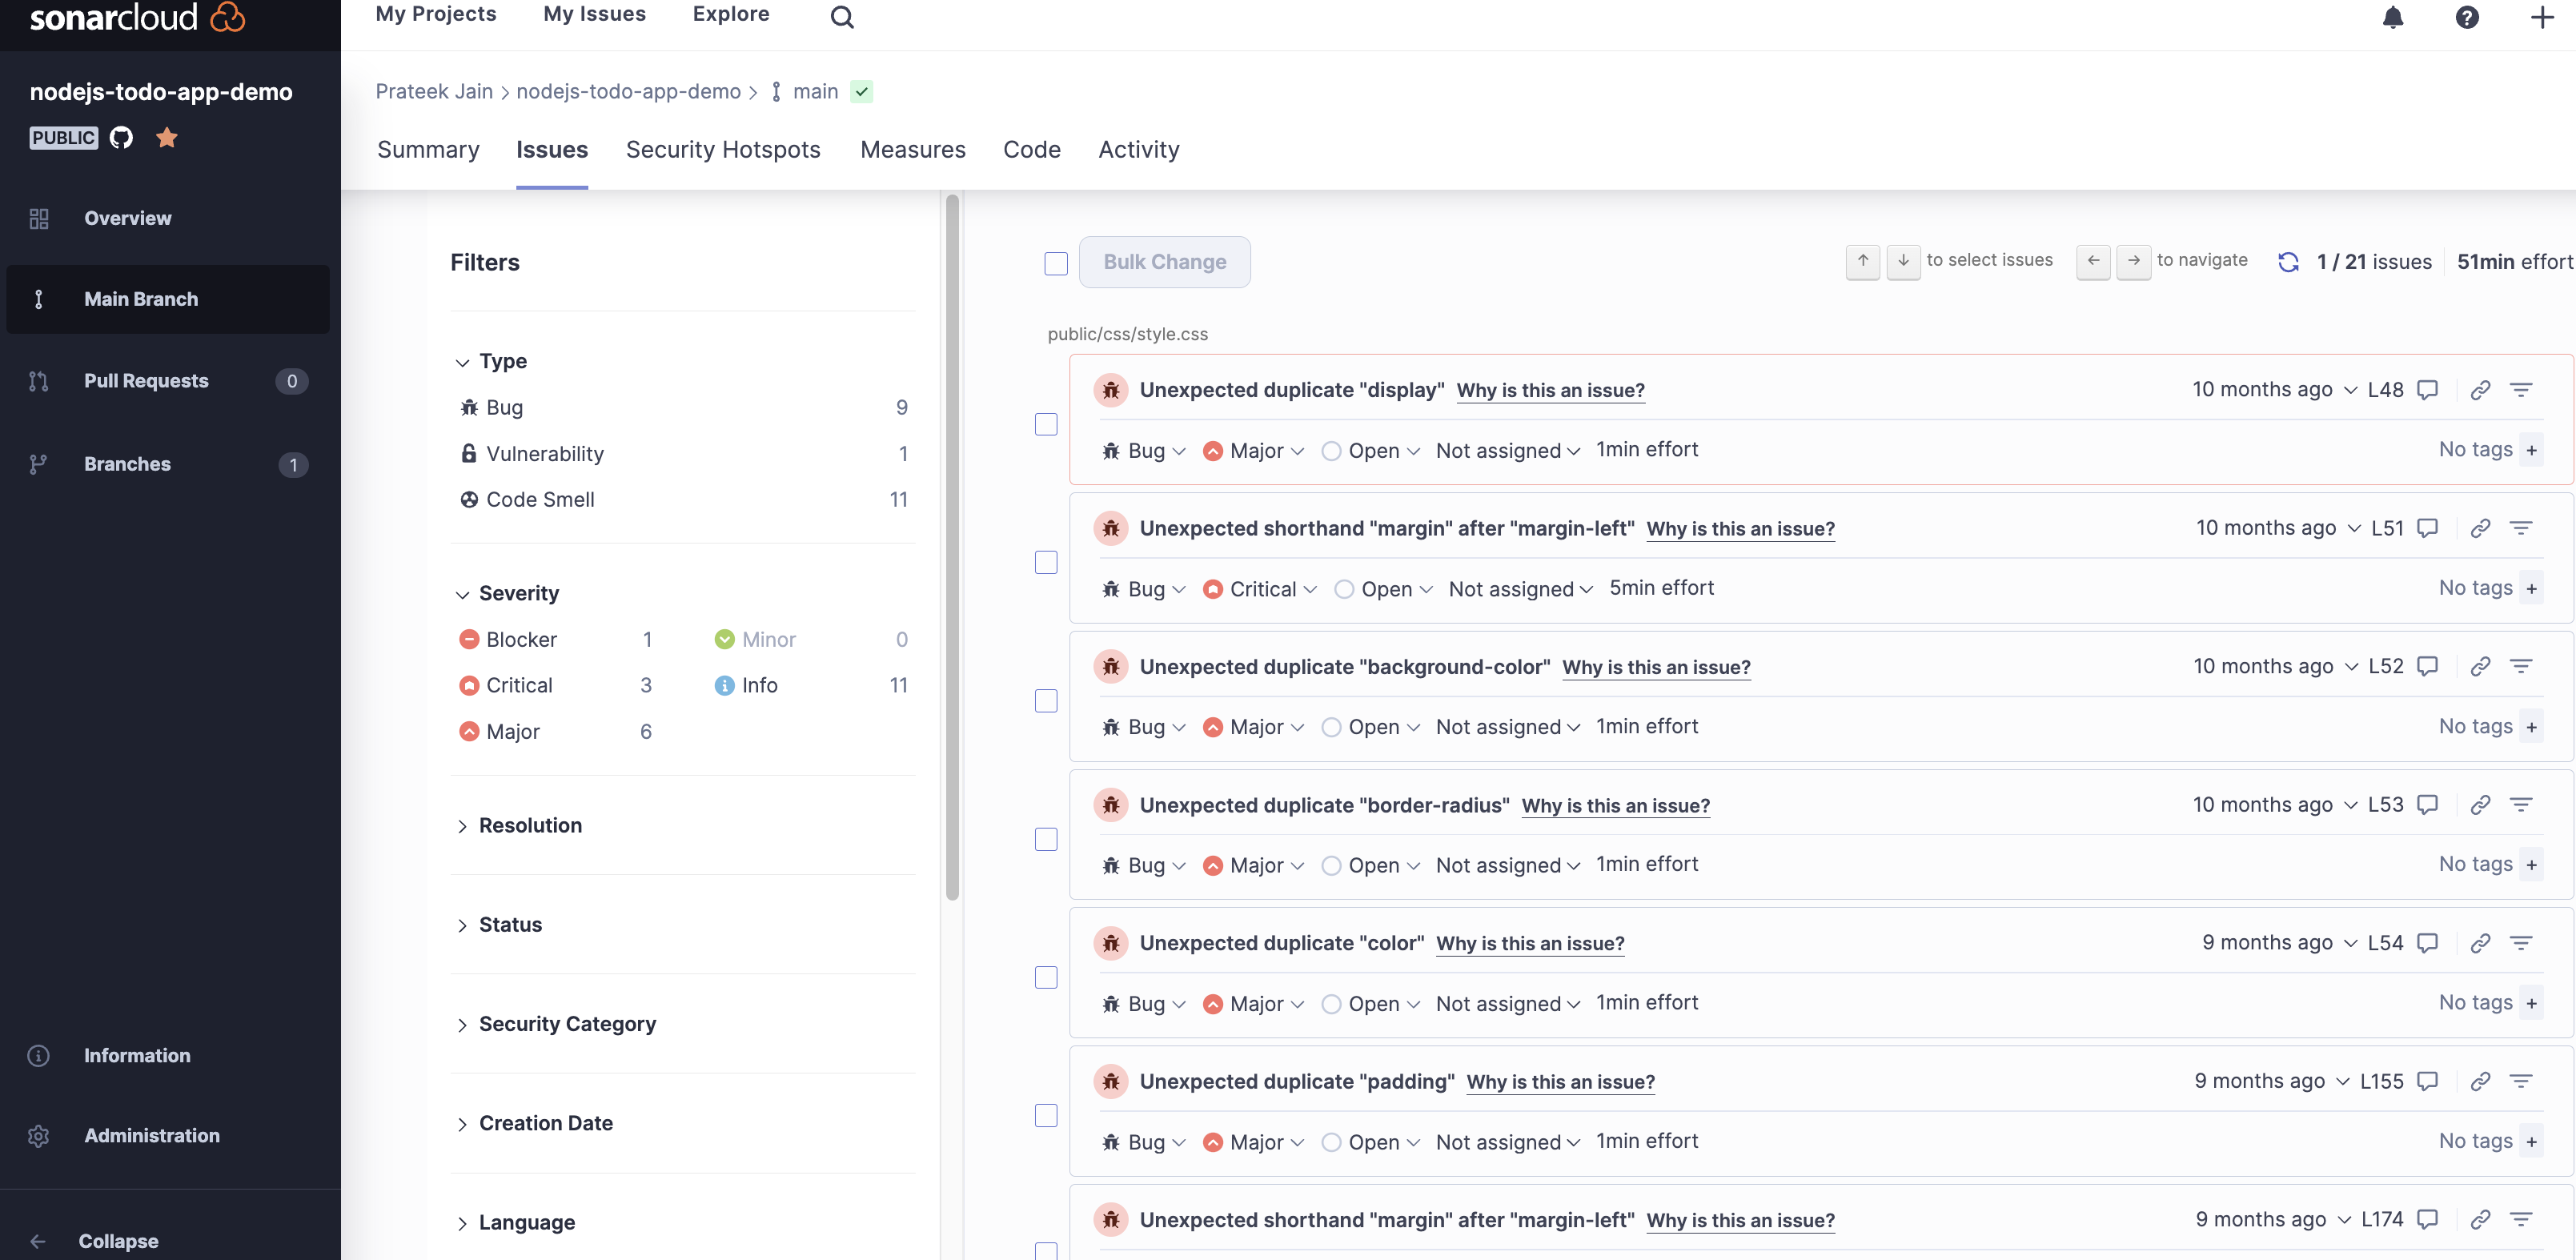 sonarcloud
My Projects My Issues Explore
nodejs-todo-app-demo
PUBLIC
Overview
Main Branch
Pull Requests 0
Branches 1
Information
Administration
Collapse
Prateek Jain > nodejs-todo-app-demo > main
Summary Issues Security Hotspots Measures Code Activity
Filters
Type
Bug 9
Vulnerability 1
Code Smell 11
Severity
Blocker 1 Minor 0
Critical 3 Info 11
Major 6
Resolution
Status
Security Category
Creation Date
Language
Bulk Change ↑ ↓ to select issues ← → to navigate 1 / 21 issues 51min effort
public/css/style.css
Unexpected duplicate "display" Why is this an issue? 10 months ago L48
Bug Major Open Not assigned 1min effort No tags +
Unexpected shorthand "margin" after "margin-left" Why is this an issue? 10 months ago L51
Bug Critical Open Not assigned 5min effort No tags +
Unexpected duplicate "background-color" Why is this an issue? 10 months ago L52
Bug Major Open Not assigned 1min effort No tags +
Unexpected duplicate "border-radius" Why is this an issue? 10 months ago L53
Bug Major Open Not assigned 1min effort No tags +
Unexpected duplicate "color" Why is this an issue? 9 months ago L54
Bug Major Open Not assigned 1min effort No tags +
Unexpected duplicate "padding" Why is this an issue? 9 months ago L155
Bug Major Open Not assigned 1min effort No tags +
Unexpected shorthand "margin" after "margin-left" Why is this an issue? 9 months ago L174